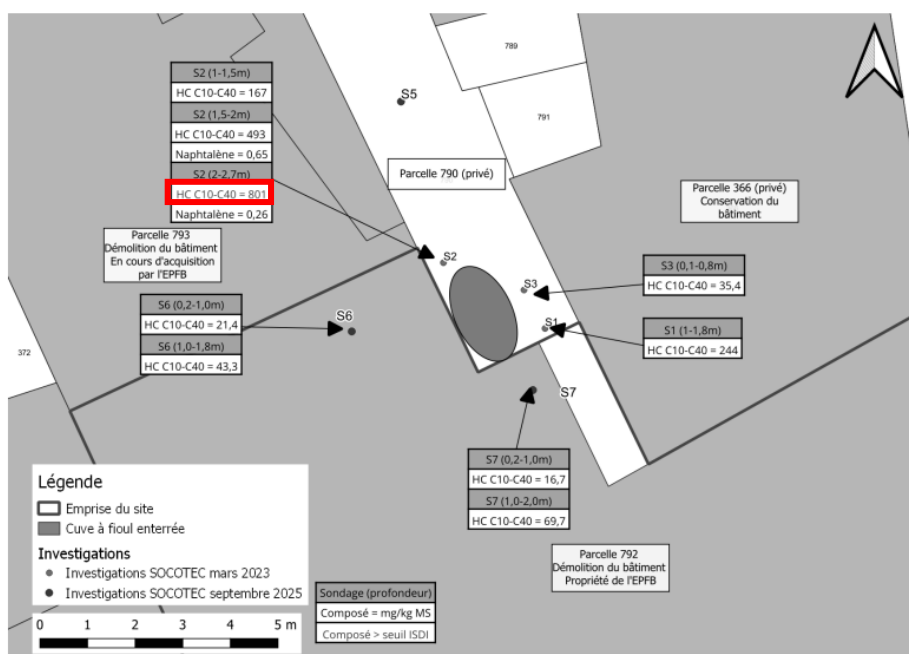 S2 (1-1,5m)
HC C10-C40 = 167
S2 (1,5-2m)
HC C10-C40 = 493
Naphtalène = 0,65
S2 (2-2,7m)
HC C10-C40 = 801
Naphtalène = 0,26
Parcelle 793
Démolition du bâtiment
En cours d'acquisition
par l'EPFB
S5
789
791
Parcelle 790 (privé)
Parcelle 366 (privé)
Conservation du
bâtiment
S2
S3
S1
S6
S7
S3 (0,1-0,8m)
HC C10-C40 = 35,4
S1 (1-1,8m)
HC C10-C40 = 244
S6 (0,2-1,0m)
HC C10-C40 = 21,4
S6 (1,0-1,8m)
HC C10-C40 = 43,3
372
S7 (0,2-1,0m)
HC C10-C40 = 16,7
S7 (1,0-2,0m)
HC C10-C40 = 69,7
Parcelle 792
Démolition du bâtiment
Propriété de l'EPFB
Légende
Emprise du site
Cuve à fioul enterrée
Investigations
Investigations SOCOTEC mars 2023
Investigations SOCOTEC septembre 2025
0 1 2 3 4 5 m
Sondage (profondeur)
Composé = mg/kg MS
Composé > seuil ISDI